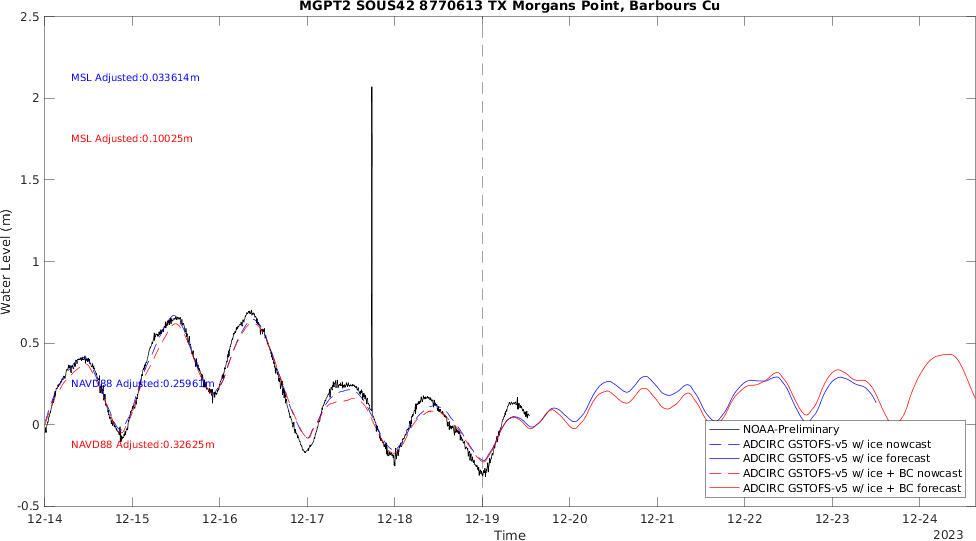 MGPT2 SOUS42 8770613 TX Morgans Point, Barbours Cu
2.5
2
1.5
1
0.5
0
-0.5
Water Level (m)
MSL Adjusted:0.033614m
MSL Adjusted:0.10025m
NAVD88 Adjusted:0.25961m
NAVD88 Adjusted:0.32625m
NOAA-Preliminary
ADCIRC GSTOFS-v5 w/ ice nowcast
ADCIRC GSTOFS-v5 w/ ice forecast
ADCIRC GSTOFS-v5 w/ ice + BC nowcast
ADCIRC GSTOFS-v5 w/ ice + BC forecast
12-14 12-15 12-16 12-17 12-18 12-19 12-20 12-21 12-22 12-23 12-24
Time
2023